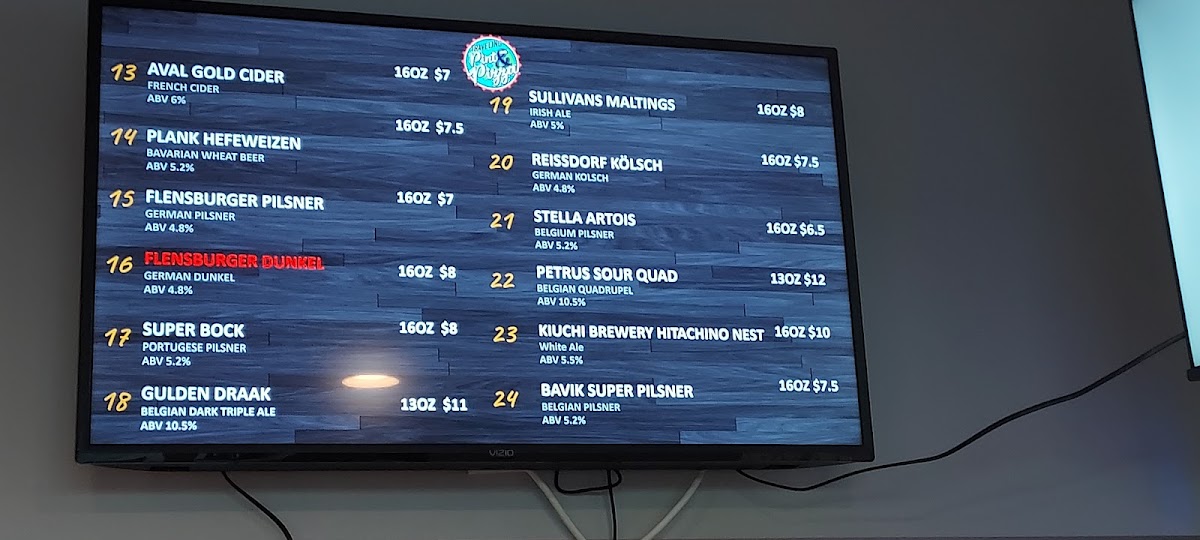 TRAVELING
Pint &
Pizza
13 AVAL GOLD CIDER 16OZ $7
FRENCH CIDER
ABV 6%
14 PLANK HEFEWEIZEN 16OZ $7.5
BAVARIAN WHEAT BEER
ABV 5.2%
15 FLENSBURGER PILSNER 16OZ $7
GERMAN PILSNER
ABV 4.8%
16 FLENSBURGER DUNKEL 16OZ $8
GERMAN DUNKEL
ABV 4.8%
17 SUPER BOCK 16OZ $8
PORTUGESE PILSNER
ABV 5.2%
18 GULDEN DRAAK 13OZ $11
BELGIAN DARK TRIPLE ALE
ABV 10.5%
19 SULLIVANS MALTINGS 16OZ $8
IRISH ALE
ABV 5%
20 REISSDORF KÖLSCH 16OZ $7.5
GERMAN KOLSCH
ABV 4.8%
21 STELLA ARTOIS 16OZ $6.5
BELGIUM PILSNER
ABV 5.2%
22 PETRUS SOUR QUAD 13OZ $12
BELGIAN QUADRUPEL
ABV 10.5%
23 KIUCHI BREWERY HITACHINO NEST 16OZ $10
White Ale
ABV 5.5%
24 BAVIK SUPER PILSNER 16OZ $7.5
BELGIAN PILSNER
ABV 5.2%
VIZIO